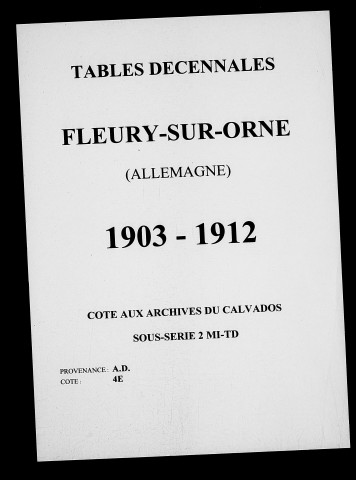 TABLES DECENNALES
FLEURY-SUR-ORNE
(ALLEMAGNE)
1903 - 1912
COTE AUX ARCHIVES DU CALVADOS
SOUS-SERIE 2 MI-TD
PROVENANCE : A.D.
COTE : 4E